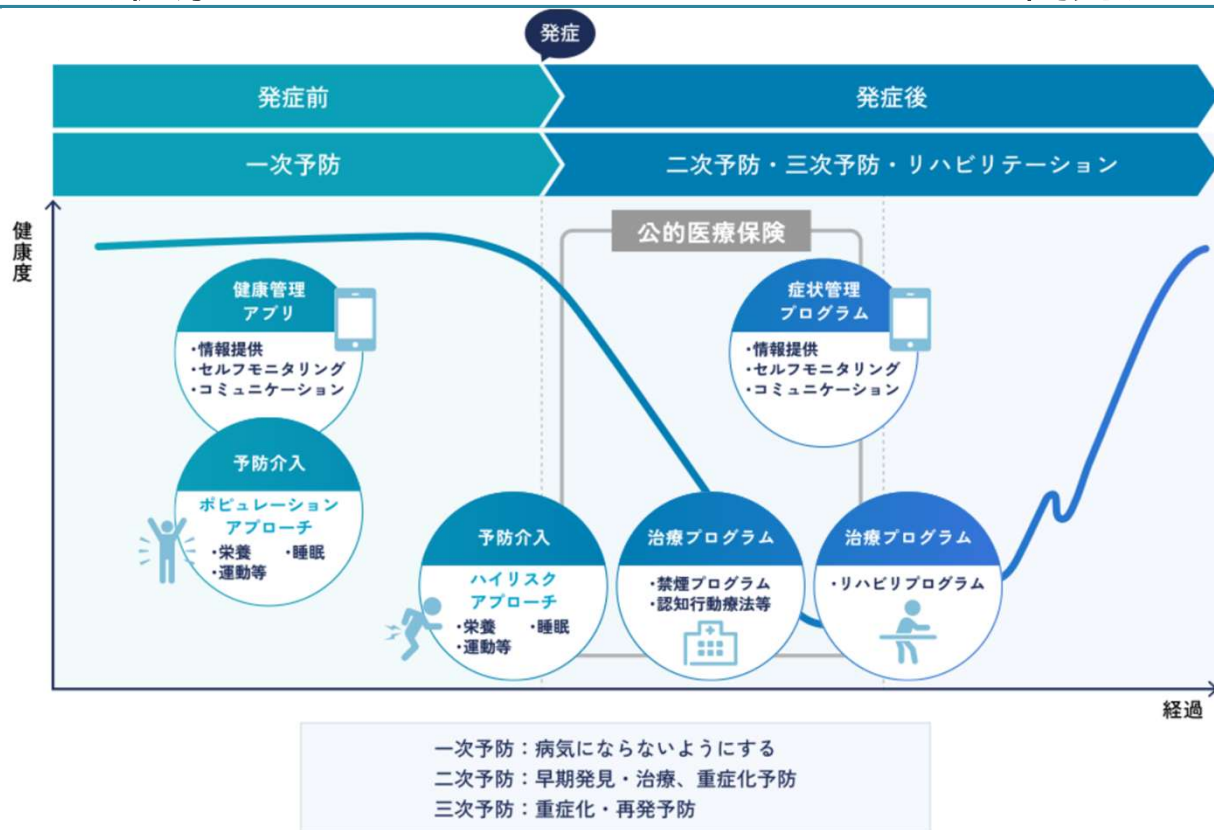 発症
発症前
発症後
一次予防
二次予防・三次予防・リハビリテーション
健康度
公的医療保険
健康管理
アプリ
・情報提供
・セルフモニタリング
・コミュニケーション
症状管理
プログラム
・情報提供
・セルフモニタリング
・コミュニケーション
予防介入
ポピュレーション
アプローチ
・栄養 ・睡眠
・運動等
予防介入
ハイリスク
アプローチ
・栄養 ・睡眠
・運動等
治療プログラム
・禁煙プログラム
・認知行動療法等
治療プログラム
・リハビリプログラム
経過
一次予防：病気にならないようにする
二次予防：早期発見・治療、重症化予防
三次予防：重症化・再発予防